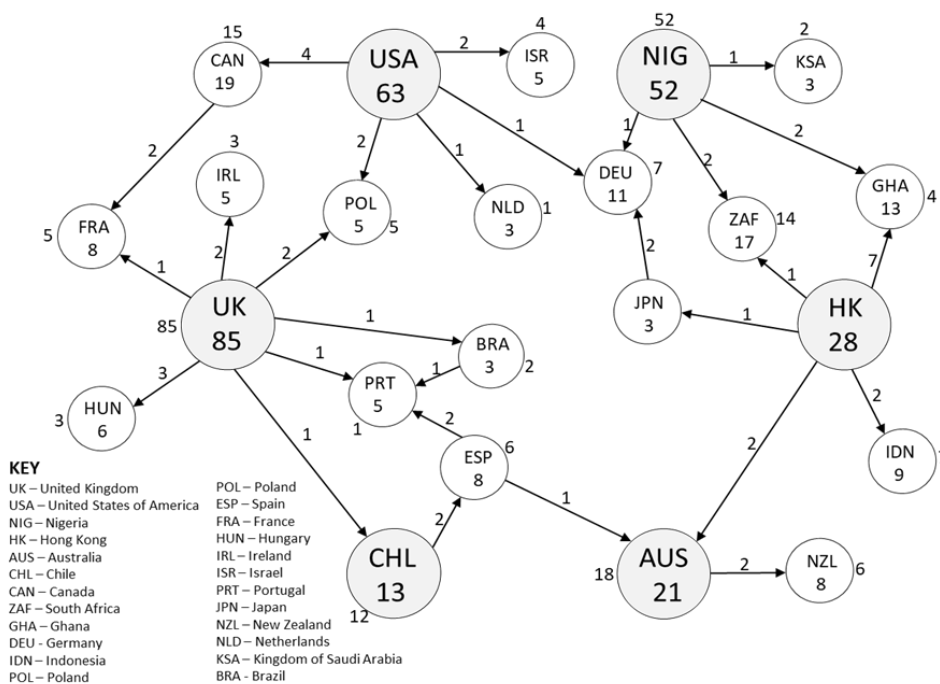 15
CAN
19
4
USA
63
2
4
ISR
5
52
NIG
52
1
2
KSA
3
2
3
IRL
5
2
POL
5
5
1
NLD
3
1
1
1
DEU
11
7
2
ZAF
17
14
2
GHA
13
4
5
FRA
8
1
2
2
85
UK
85
1
1
BRA
3
2
1
PRT
5
1
2
JPN
3
1
1
7
HK
28
2
2
IDN
9
3
HUN
6
3
1
2
ESP
8
6
1
2
CHL
13
12
18
AUS
21
2
NZL
8
6
KEY
UK – United Kingdom
USA – United States of America
NIG – Nigeria
HK – Hong Kong
AUS – Australia
CHL – Chile
CAN – Canada
ZAF – South Africa
GHA – Ghana
DEU - Germany
IDN – Indonesia
POL – Poland
POL – Poland
ESP – Spain
FRA – France
HUN – Hungary
IRL – Ireland
ISR – Israel
PRT – Portugal
JPN – Japan
NZL – New Zealand
NLD – Netherlands
KSA – Kingdom of Saudi Arabia
BRA - Brazil